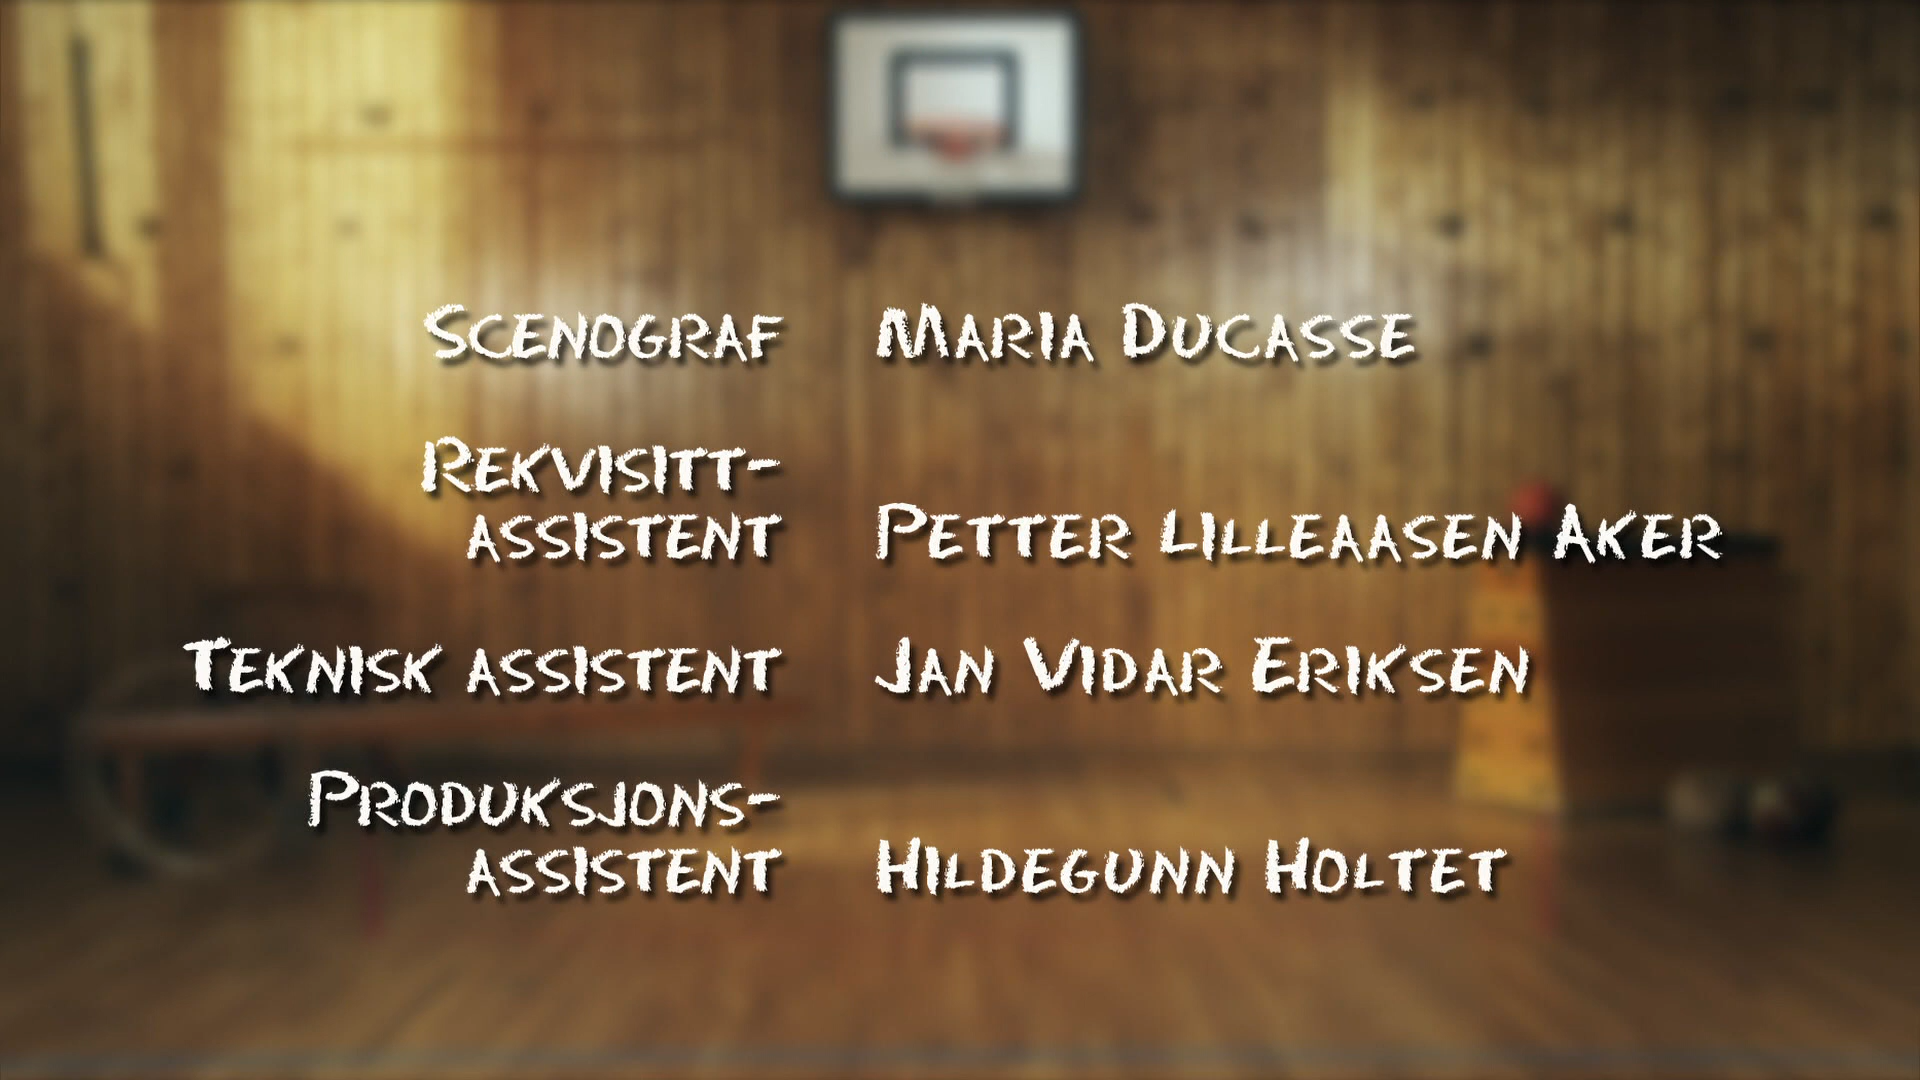 Scenograf Maria Ducasse
Rekvisitt-
assistent Petter Lilleaasen Aker
Teknisk assistent Jan Vidar Eriksen
Produksjons-
assistent Hildegunn Holtet